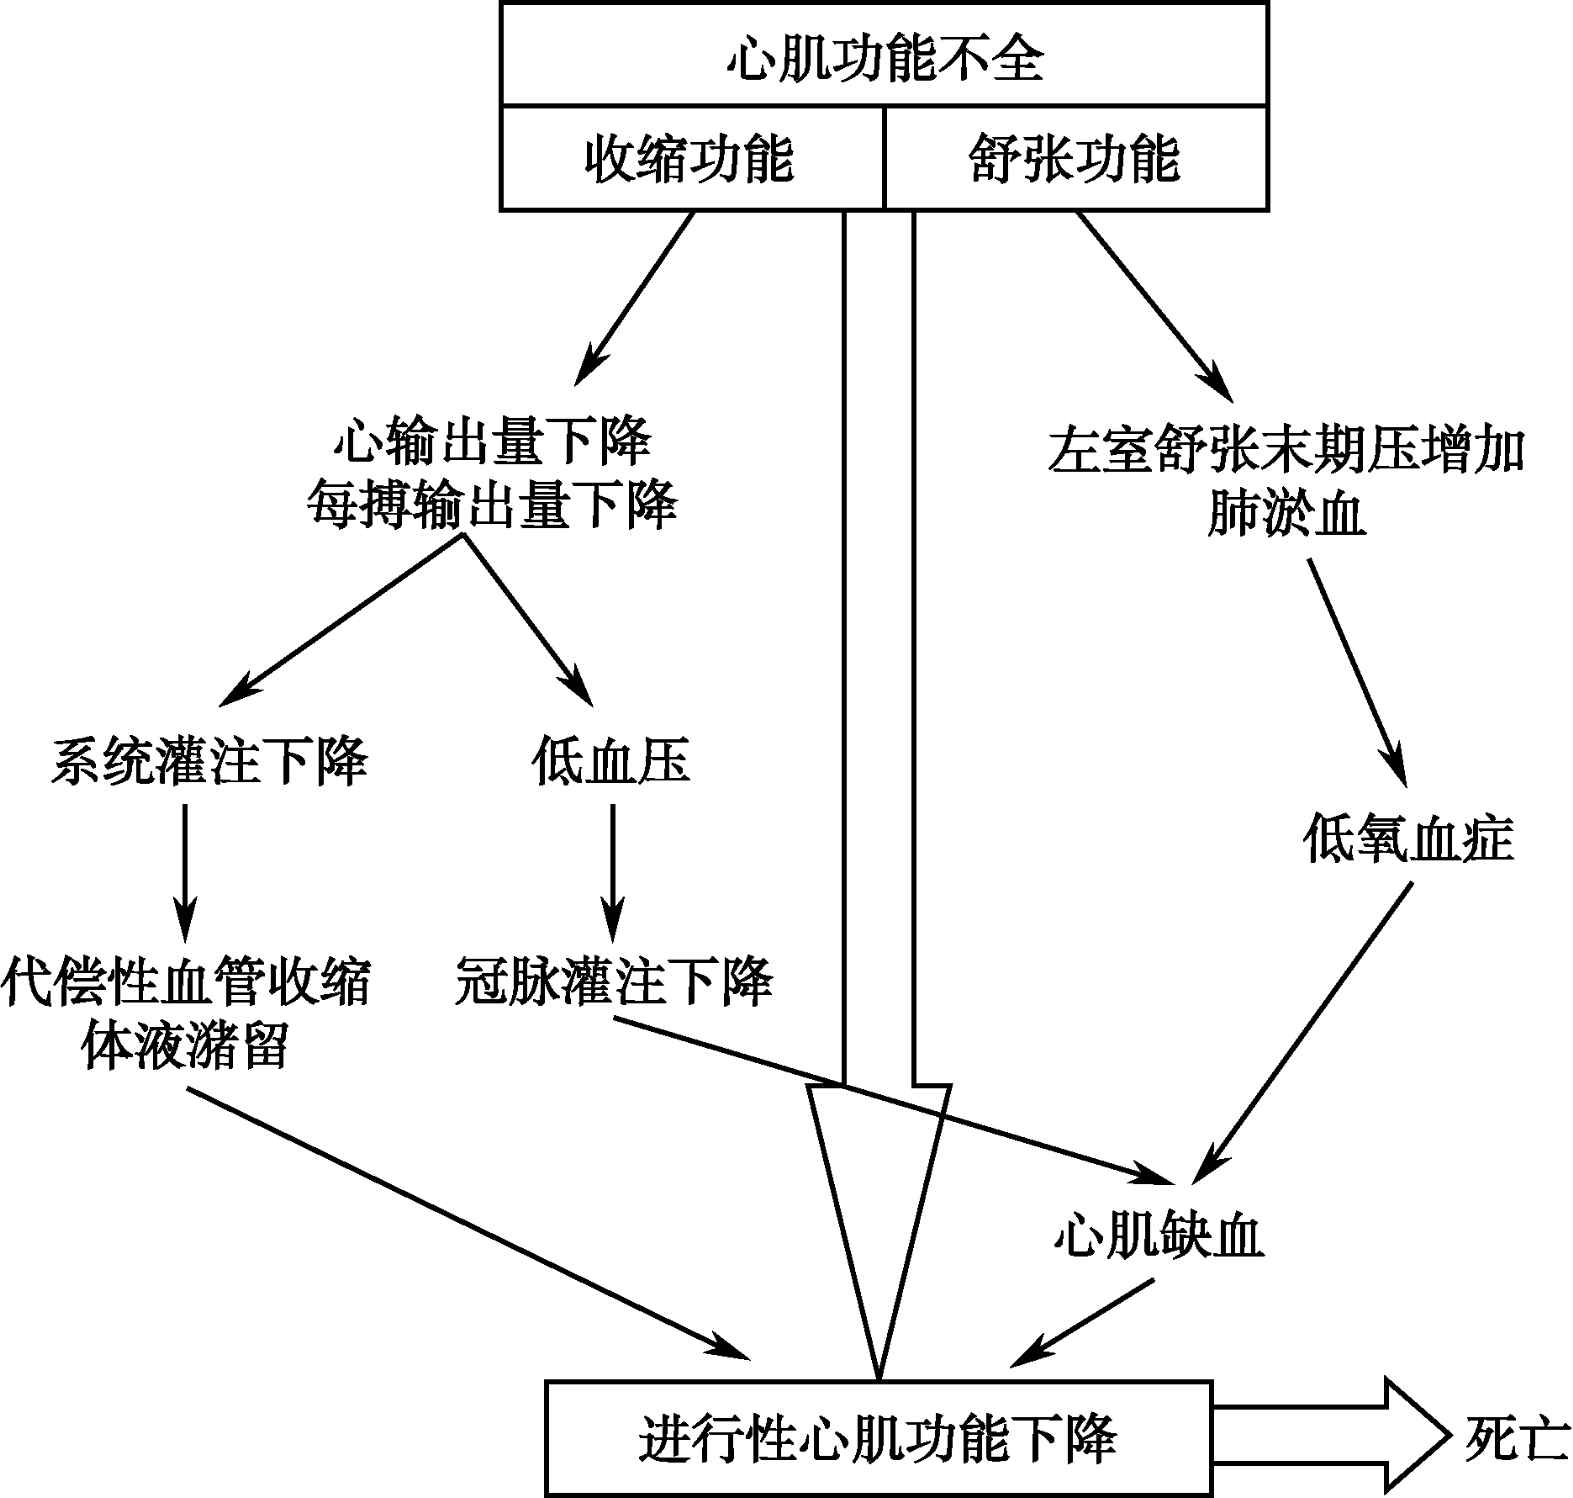 心肌功能不全
收缩功能
舒张功能
心输出量下降
每搏输出量下降
左室舒张末期压增加
肺淤血
系统灌注下降
低血压
低氧血症
代偿性血管收缩
体液潴留
冠脉灌注下降
心肌缺血
进行性心肌功能下降
死亡